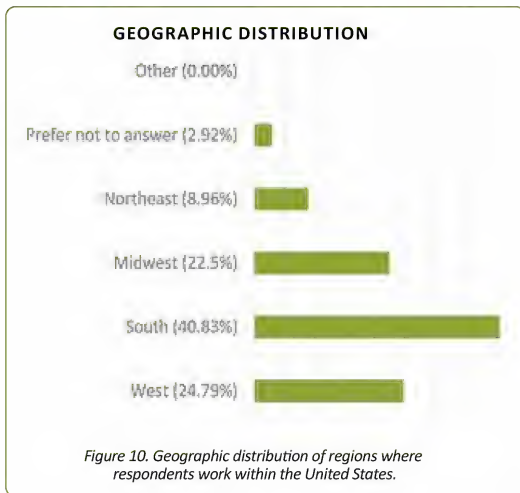 GEOGRAPHIC DISTRIBUTION
Other (0.00%)
Prefer not to answer (2.92%)
Northeast (8.96%)
Midwest (22.5%)
South (40.83%)
West (24.79%)
Figure 10. Geographic distribution of regions where
respondents work within the United States.